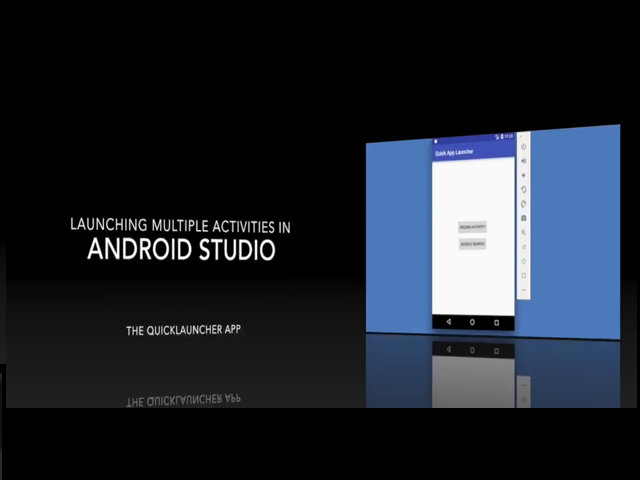 LAUNCHING MULTIPLE ACTIVITIES IN
ANDROID STUDIO
THE QUICKLAUNCHER APP
Quick App Launcher
SECOND ACTIVITY
GOOGLE SEARCH